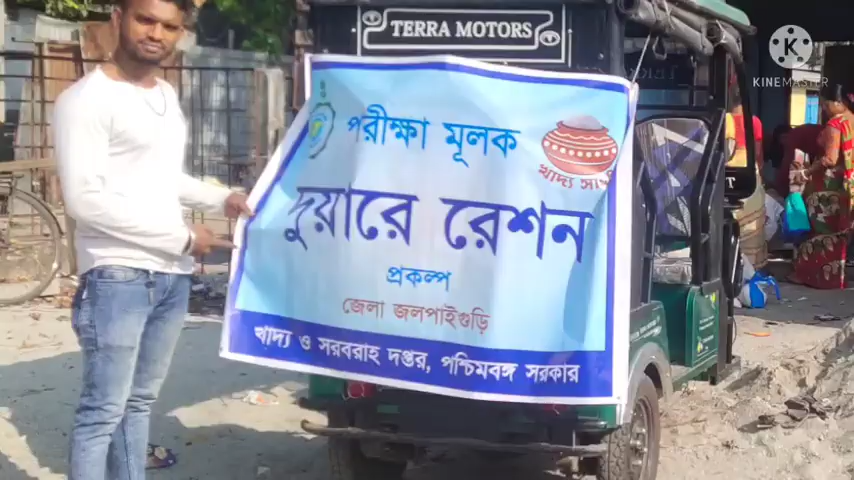 TERRA MOTORS
KINEMASTER
পরীক্ষা মূলক
খাদ্য সাথী
দুয়ারে রেশন
প্রকল্প
জেলা জলপাইগুড়ি
খাদ্য ও সরবরাহ দপ্তর, পশ্চিমবঙ্গ সরকার